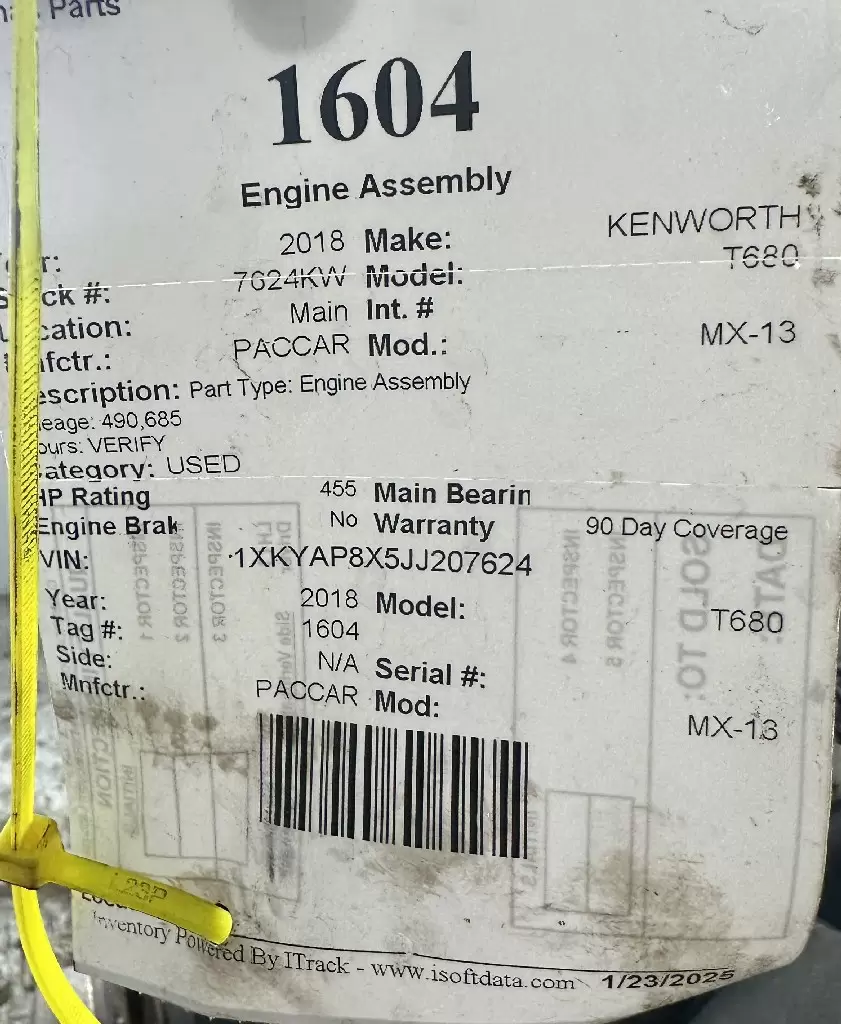 Parts
1604
Engine Assembly
r: 2018 Make: KENWORTH
ck #: 7624KW Model: T680
cation: Main Int. #
nfctr.: PACCAR Mod.: MX-13
escription: Part Type: Engine Assembly
eage: 490,685
ours: VERIFY
ategory: USED
HP Rating 455 Main Bearin
Engine Brak No Warranty 90 Day Coverage
VIN: 1XKYAP8X5JJ207624
Year: 2018 Model: T680
Tag #: 1604
Side: N/A Serial #:
Mnfctr.: PACCAR Mod: MX-13
INSPECTOR 1
INSPECTOR 2
INSPECTOR 3
INSPECTOR 4
INSPECTOR 5
SOLD TO:
DATE:
L23P
Inventory Powered By ITrack - www.isoftdata.com 1/23/2025